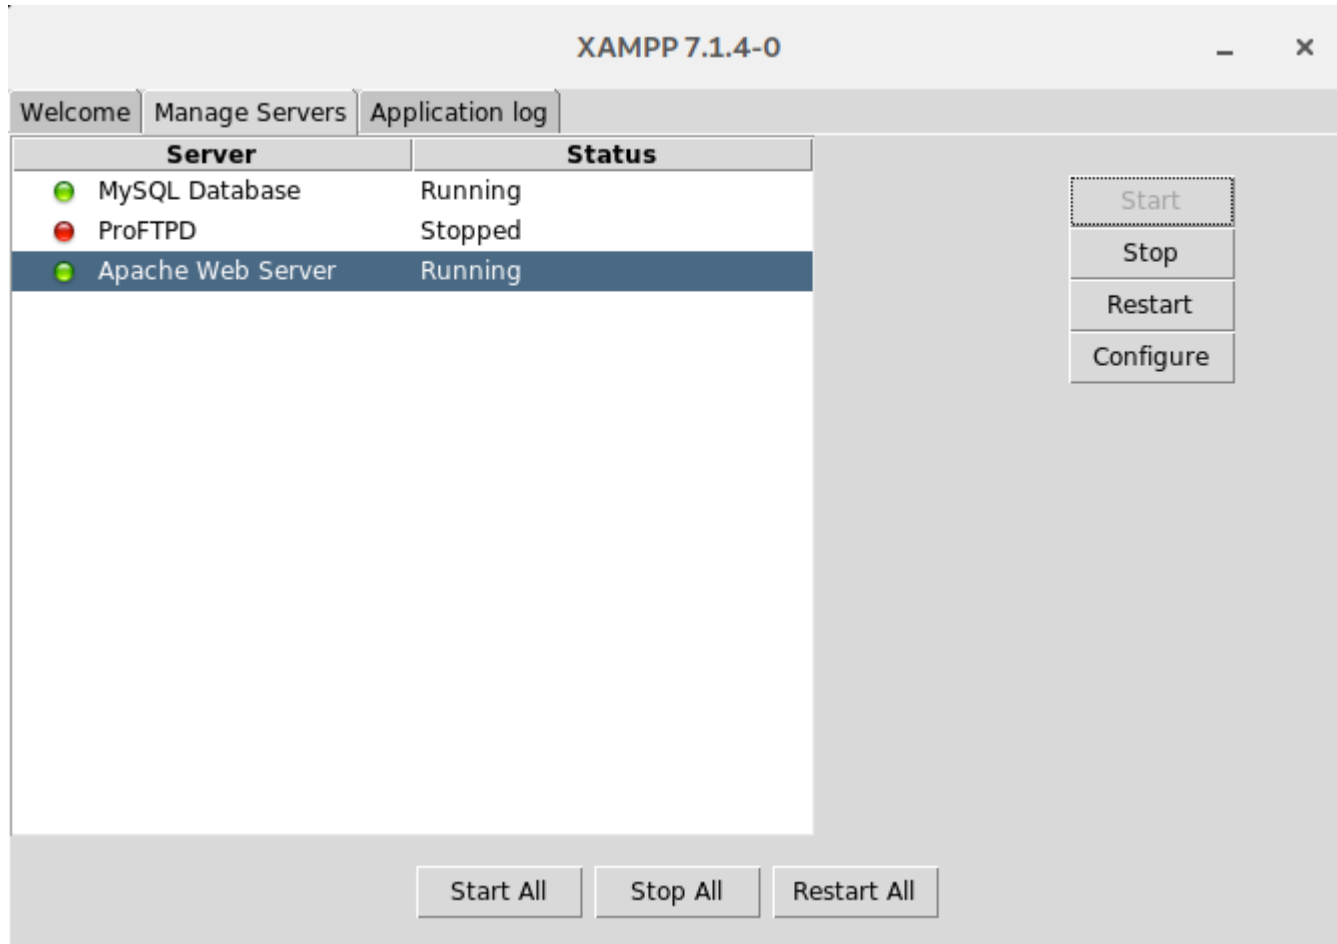 XAMPP 7.1.4-0
Welcome Manage Servers Application log
Server Status
MySQL Database Running
ProFTPD Stopped
Apache Web Server Running
Start
Stop
Restart
Configure
Start All Stop All Restart All